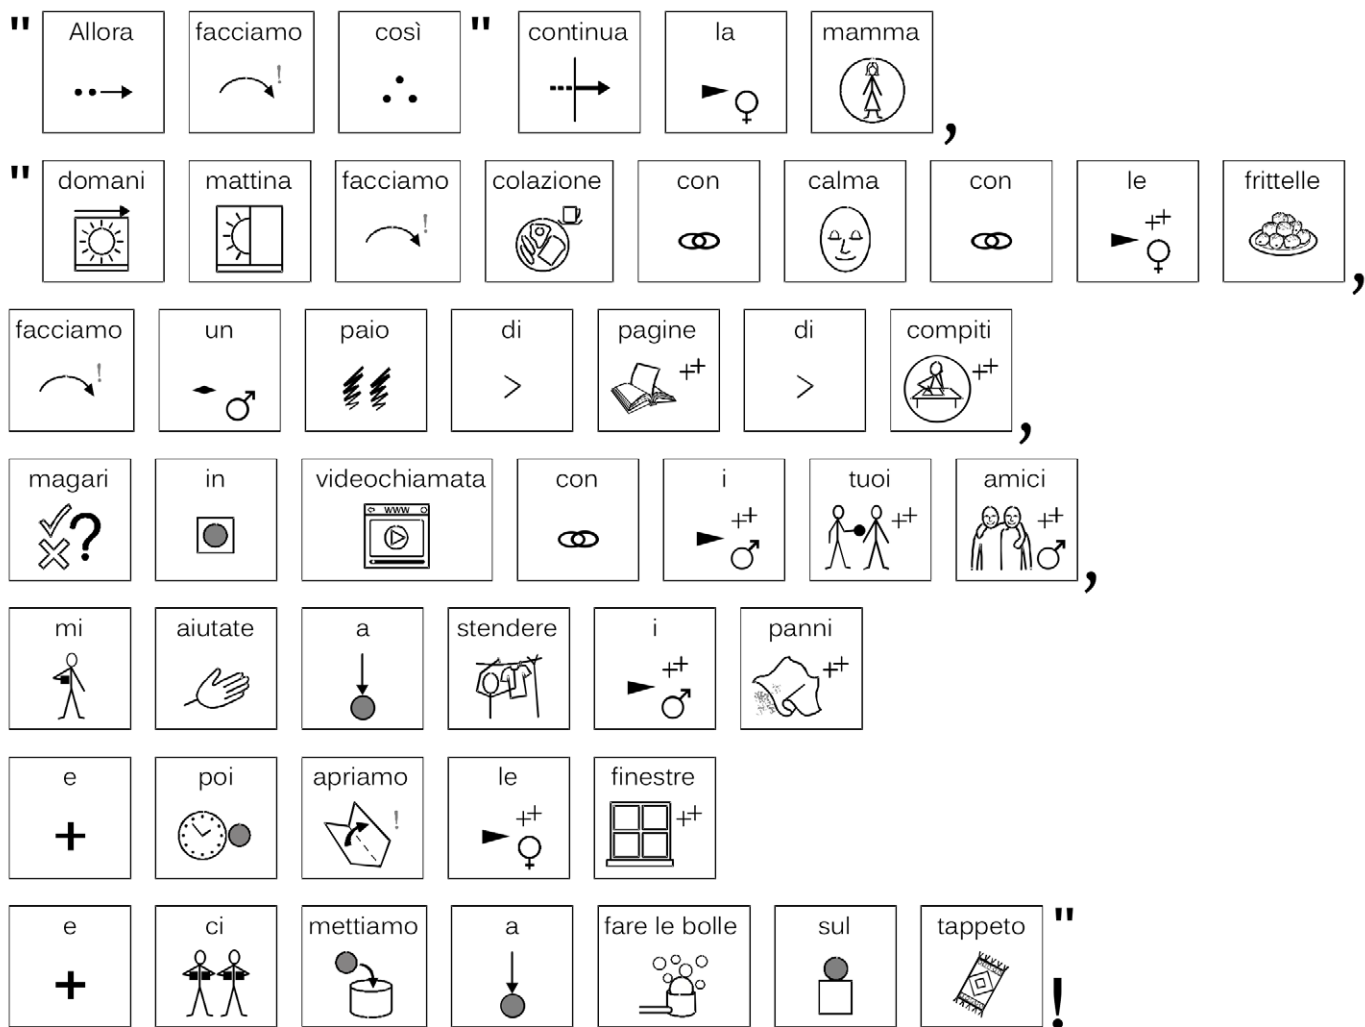 " Allora facciamo così " continua la mamma ,
" domani mattina facciamo colazione con calma con le frittelle ,
facciamo un paio di pagine di compiti ,
magari in videochiamata con i tuoi amici ,
mi aiutate a stendere i panni
e poi apriamo le finestre
e ci mettiamo a fare le bolle sul tappeto " !